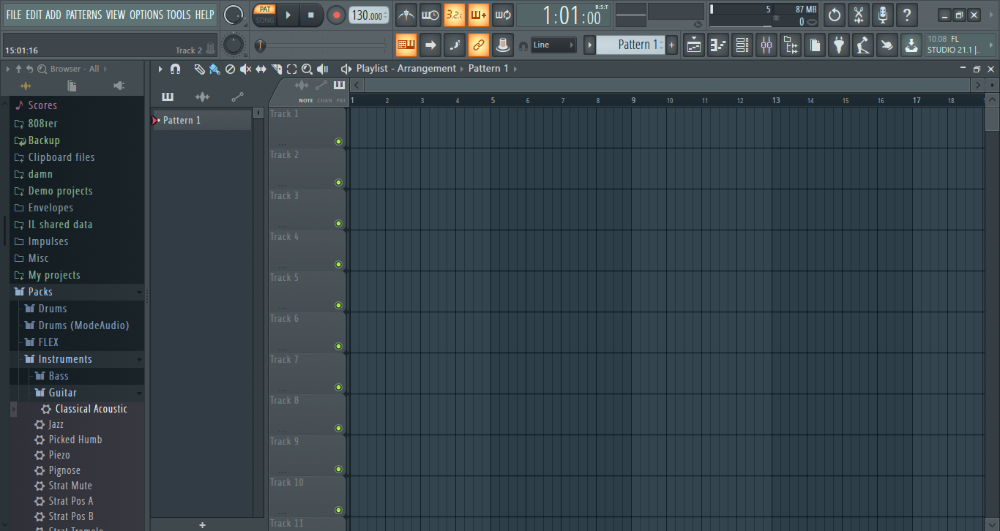 FILE EDIT ADD PATTERNS VIEW OPTIONS TOOLS HELP
PAT
SONG
130.000
3.2.
1:01:00
B:S:T
5
87 MB
0
15:01:16
Track 2
Line
Pattern 1
+
10.08 FL
STUDIO 21.1 |..
Browser - All
Playlist - Arrangement
Pattern 1
NOTE CHAN PAT
1 2 3 4 5 6 7 8 9 10 11 12 13 14 15 16 17 18
Scores
808rer
Backup
Clipboard files
damn
Demo projects
Envelopes
IL shared data
Impulses
Misc
My projects
Packs
Drums
Drums (ModeAudio)
FLEX
Instruments
Bass
Guitar
Classical Acoustic
Jazz
Picked Humb
Piezo
Pignose
Strat Mute
Strat Pos A
Strat Pos B
Strat Tremolo
Pattern 1
+
Track 1
...
Track 2
...
Track 3
...
Track 4
...
Track 5
...
Track 6
...
Track 7
...
Track 8
...
Track 9
...
Track 10
...
Track 11